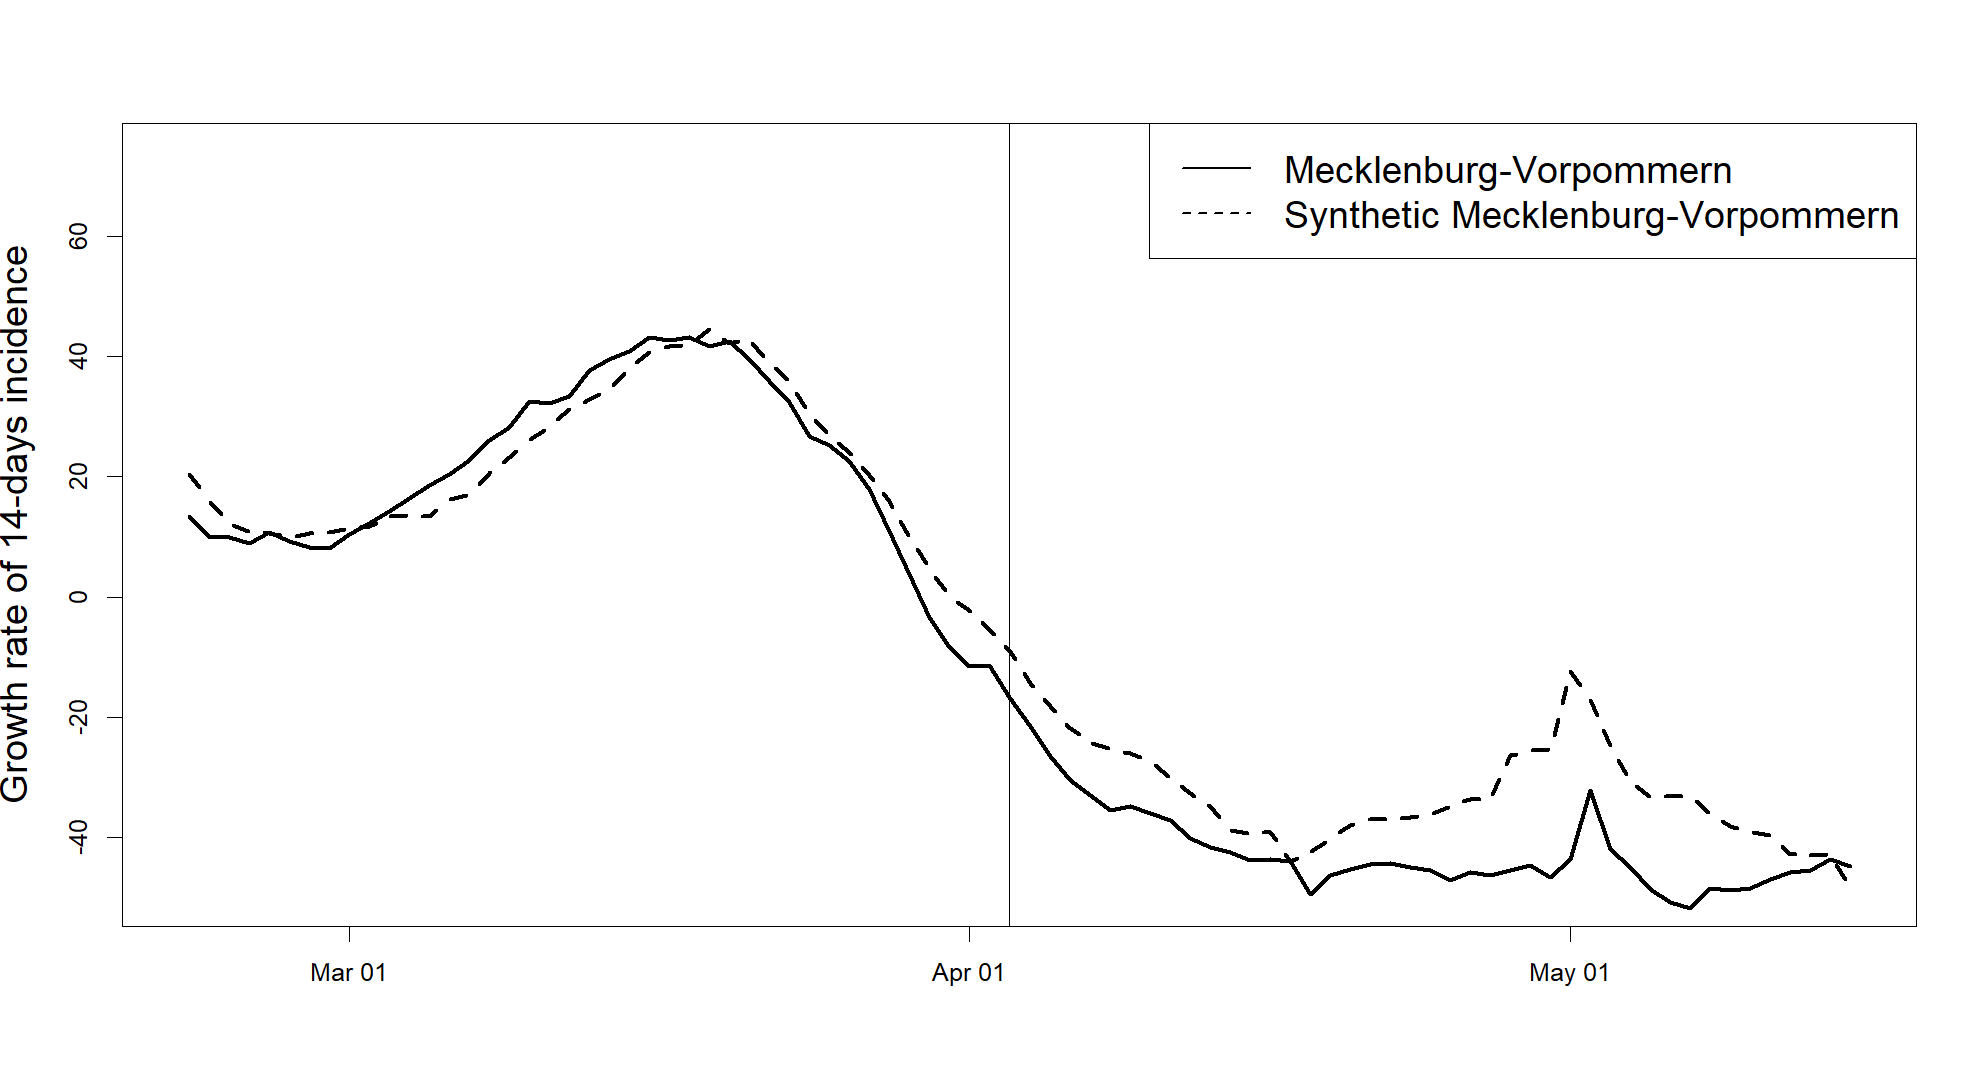 Mecklenburg-Vorpommern
Synthetic Mecklenburg-Vorpommern
Growth rate of 14-days incidence
60
40
20
0
-20
-40
Mar 01
Apr 01
May 01